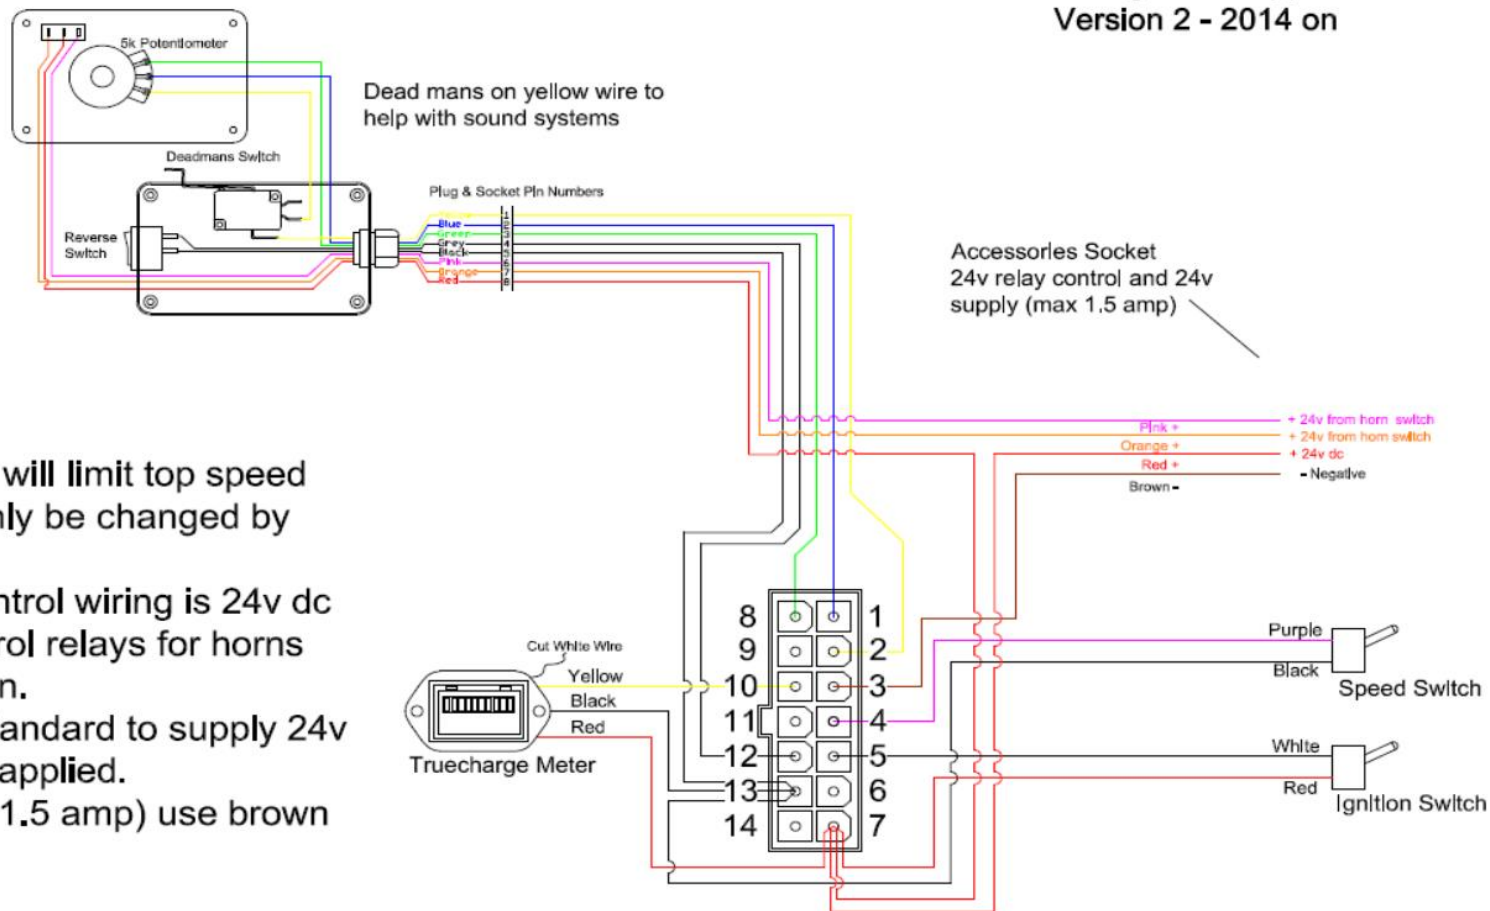 Version 2 - 2014 on
5k Potentiometer
Dead mans on yellow wire to
help with sound systems
Deadmans Switch
Plug & Socket Pin Numbers
Reverse
Switch
1
Blue 2
Green 3
Grey 4
Black 5
Pink 6
Orange 7
Red 8
Accessories Socket
24v relay control and 24v
supply (max 1.5 amp)
Pink + + 24v from horn switch
Orange + + 24v from horn switch
Red + + 24v dc
Brown - - Negative
will limit top speed
nly be changed by
ntrol wiring is 24v dc
rol relays for horns
n.
andard to supply 24v
applied.
1.5 amp) use brown
Cut White Wire
Yellow
Black
Red
Truecharge Meter
8 1
9 2
10 3
11 4
12 5
13 6
14 7
Purple
Black
Speed Switch
White
Red
Ignition Switch